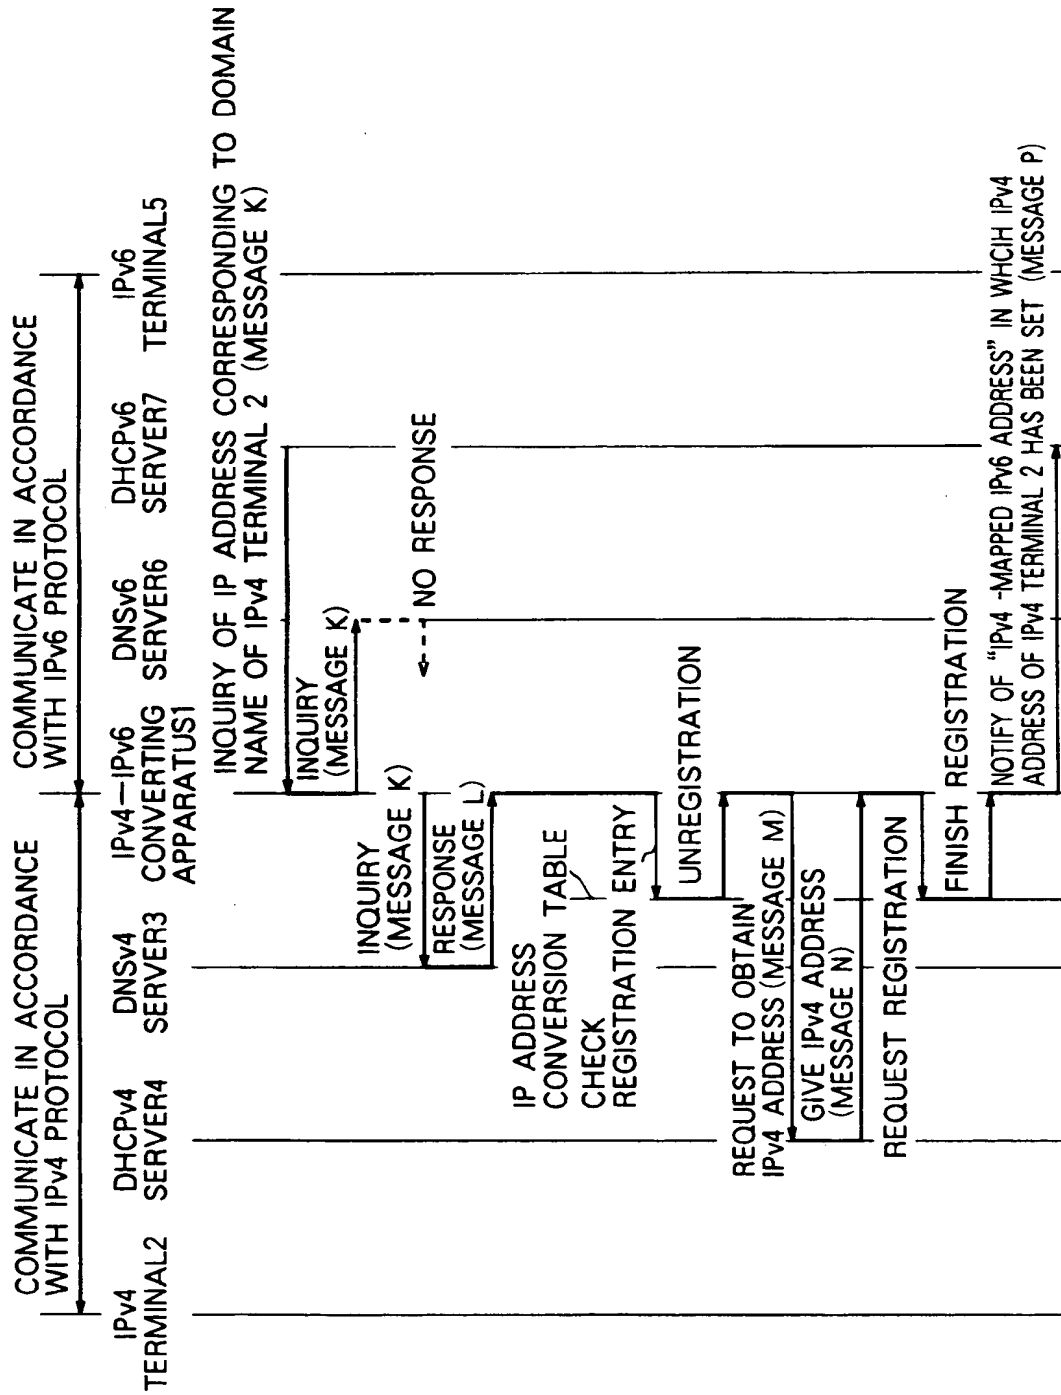 COMMUNICATE IN ACCORDANCE
WITH IPv4 PROTOCOL
COMMUNICATE IN ACCORDANCE
WITH IPv6 PROTOCOL
IPv4
TERMINAL2
DHCPv4
SERVER4
DNSv4
SERVER3
IPv4—IPv6
CONVERTING
APPARATUS1
DNSv6
SERVER6
DHCPv6
SERVER7
IPv6
TERMINAL5
INQUIRY OF IP ADDRESS CORRESPONDING TO DOMAIN
NAME OF IPv4 TERMINAL 2 (MESSAGE K)
INQUIRY
(MESSAGE K)
NO RESPONSE
INQUIRY
(MESSAGE K)
RESPONSE
(MESSAGE L)
IP ADDRESS
CONVERSION TABLE
CHECK
REGISTRATION ENTRY
UNREGISTRATION
REQUEST TO OBTAIN
IPv4 ADDRESS (MESSAGE M)
GIVE IPv4 ADDRESS
(MESSAGE N)
REQUEST REGISTRATION
FINISH REGISTRATION
NOTIFY OF "IPv4 -MAPPED IPv6 ADDRESS" IN WHCIH IPv4
ADDRESS OF IPv4 TERMINAL 2 HAS BEEN SET (MESSAGE P)